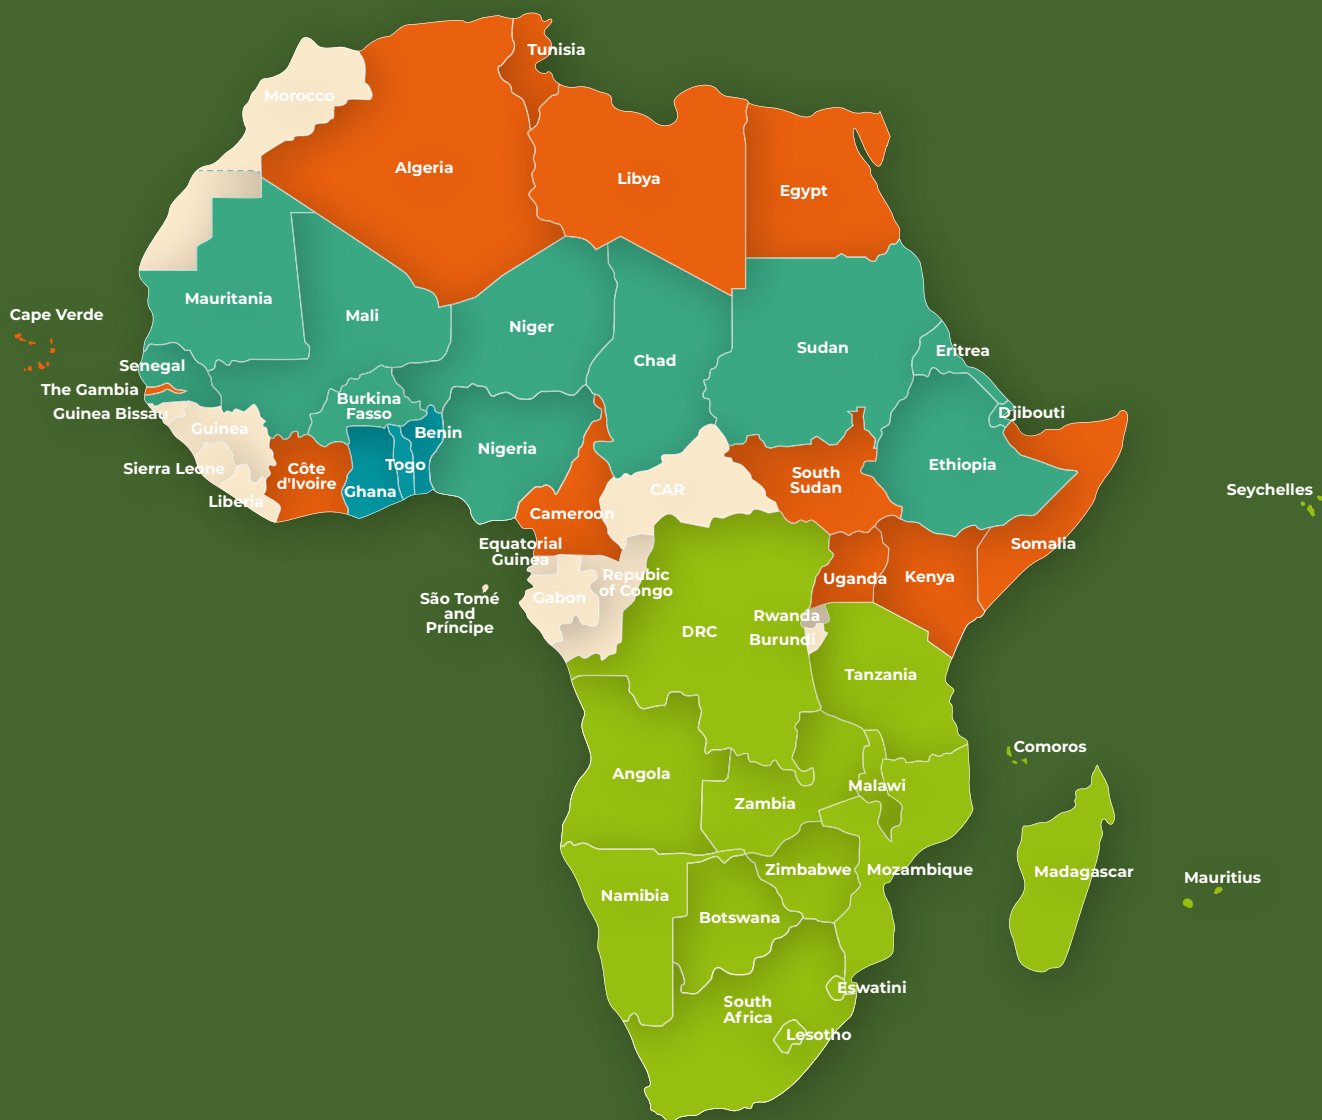 Tunisia
Morocco
Algeria
Libya
Egypt
Mauritania
Cape Verde
Mali
Niger
Sudan
Eritrea
Chad
Senegal
The Gambia
Burkina
Fasso
Guinea Bissau
Djibouti
Guinea
Benin
Nigeria
Togo
Ethiopia
Sierra Leone
Côte
d'Ivoire
South
Sudan
Ghana
CAR
Seychelles
Liberia
Cameroon
Equatorial
Guinea
Somalia
Repubic
of Congo
Uganda
Kenya
Gabon
São Tomé
and
Príncipe
Rwanda
DRC
Burundi
Tanzania
Comoros
Angola
Malawi
Zambia
Zimbabwe
Mozambique
Madagascar
Mauritius
Namibia
Botswana
Eswatini
South
Africa
Lesotho